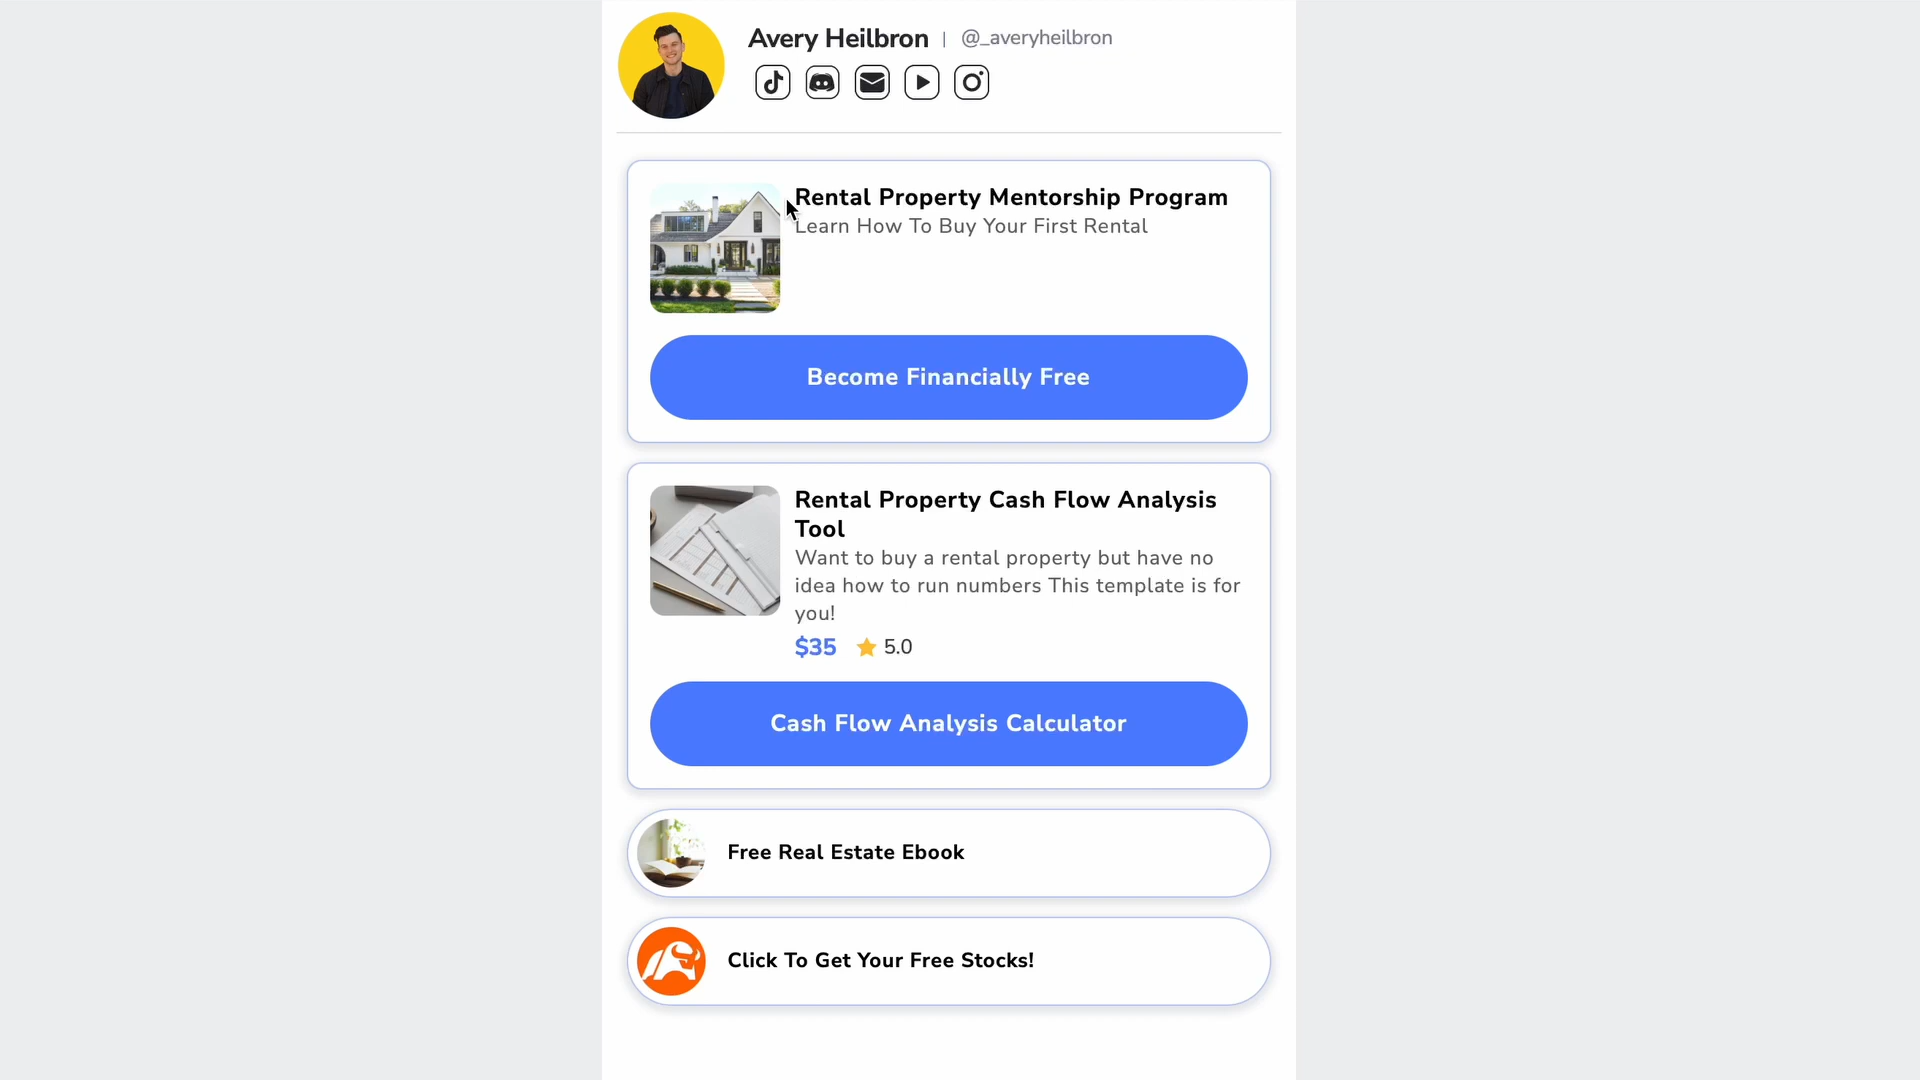 Avery Heilbron | @_averyheilbron
Rental Property Mentorship Program
Learn How To Buy Your First Rental
Become Financially Free
Rental Property Cash Flow Analysis
Tool
Want to buy a rental property but have no
idea how to run numbers This template is for
you!
$35 5.0
Cash Flow Analysis Calculator
Free Real Estate Ebook
Click To Get Your Free Stocks!